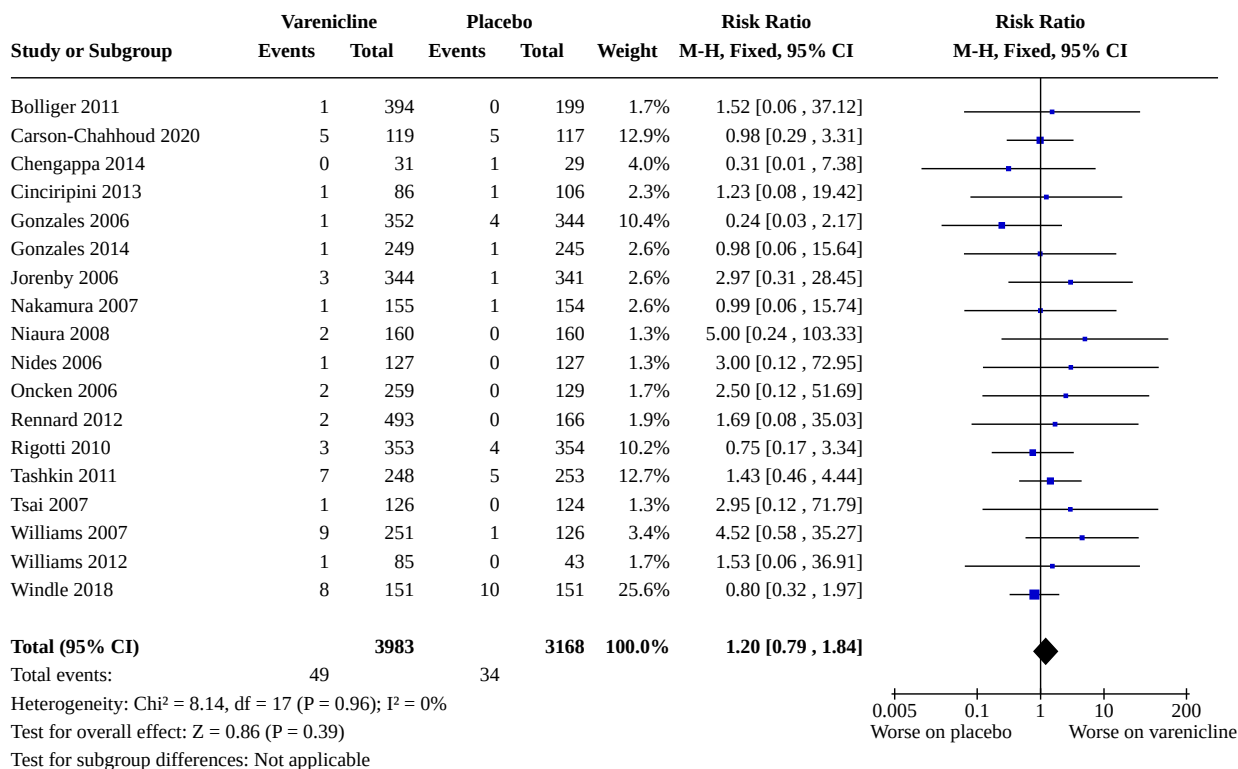 Varenicline Placebo Risk Ratio Risk Ratio
Study or Subgroup Events Total Events Total Weight M-H, Fixed, 95% CI M-H, Fixed, 95% CI
Bolliger 2011 1 394 0 199 1.7% 1.52 [0.06 , 37.12]
Carson-Chahhoud 2020 5 119 5 117 12.9% 0.98 [0.29 , 3.31]
Chengappa 2014 0 31 1 29 4.0% 0.31 [0.01 , 7.38]
Cinciripini 2013 1 86 1 106 2.3% 1.23 [0.08 , 19.42]
Gonzales 2006 1 352 4 344 10.4% 0.24 [0.03 , 2.17]
Gonzales 2014 1 249 1 245 2.6% 0.98 [0.06 , 15.64]
Jorenby 2006 3 344 1 341 2.6% 2.97 [0.31 , 28.45]
Nakamura 2007 1 155 1 154 2.6% 0.99 [0.06 , 15.74]
Niaura 2008 2 160 0 160 1.3% 5.00 [0.24 , 103.33]
Nides 2006 1 127 0 127 1.3% 3.00 [0.12 , 72.95]
Oncken 2006 2 259 0 129 1.7% 2.50 [0.12 , 51.69]
Rennard 2012 2 493 0 166 1.9% 1.69 [0.08 , 35.03]
Rigotti 2010 3 353 4 354 10.2% 0.75 [0.17 , 3.34]
Tashkin 2011 7 248 5 253 12.7% 1.43 [0.46 , 4.44]
Tsai 2007 1 126 0 124 1.3% 2.95 [0.12 , 71.79]
Williams 2007 9 251 1 126 3.4% 4.52 [0.58 , 35.27]
Williams 2012 1 85 0 43 1.7% 1.53 [0.06 , 36.91]
Windle 2018 8 151 10 151 25.6% 0.80 [0.32 , 1.97]
Total (95% CI) 3983 3168 100.0% 1.20 [0.79 , 1.84]
Total events: 49 34
Heterogeneity: Chi² = 8.14, df = 17 (P = 0.96); I² = 0%
0.005 0.1 1 10 200
Test for overall effect: Z = 0.86 (P = 0.39)
Worse on placebo Worse on varenicline
Test for subgroup differences: Not applicable